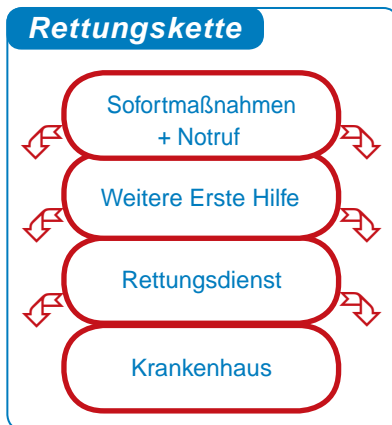 Rettungskette
Sofortmaßnahmen
+ Notruf
Weitere Erste Hilfe
Rettungsdienst
Krankenhaus